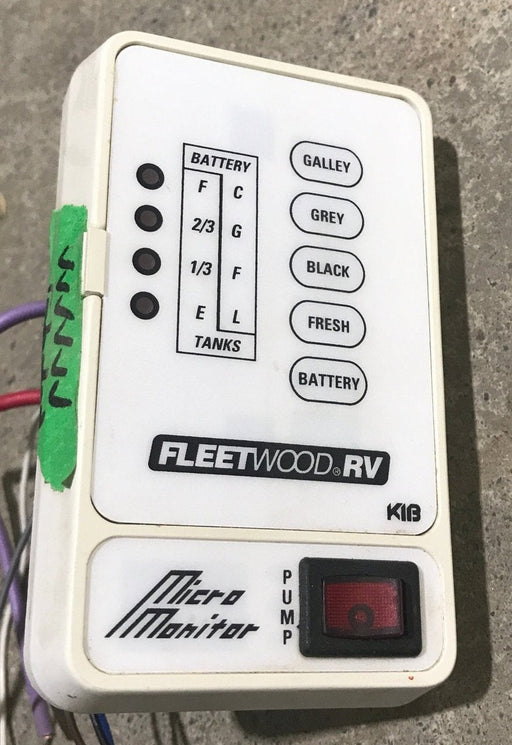 BATTERY
F C
2/3 G
1/3 F
E L
TANKS
GALLEY
GREY
BLACK
FRESH
BATTERY
FLEETWOOD® RV
KIB
Micro
Monitor
PUMP